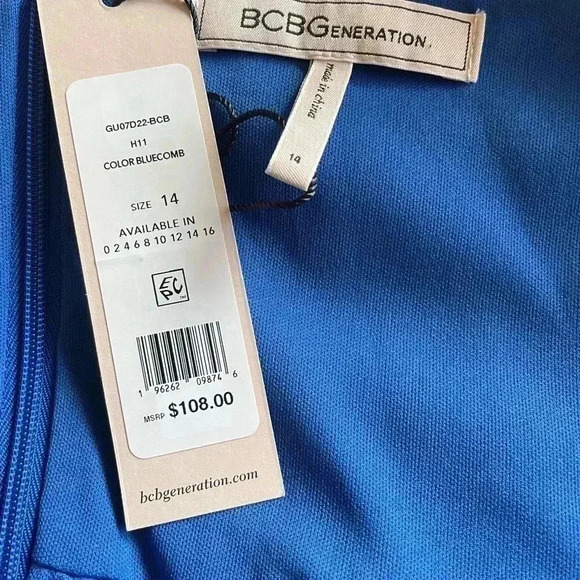 BCBGENERATION
made in china
14
GU07D22-BCB
H11
COLOR BLUECOMB
SIZE 14
AVAILABLE IN
0 2 4 6 8 10 12 14 16
EPC
1 96262 09874 6
MSRP $108.00
bcbgeneration.com